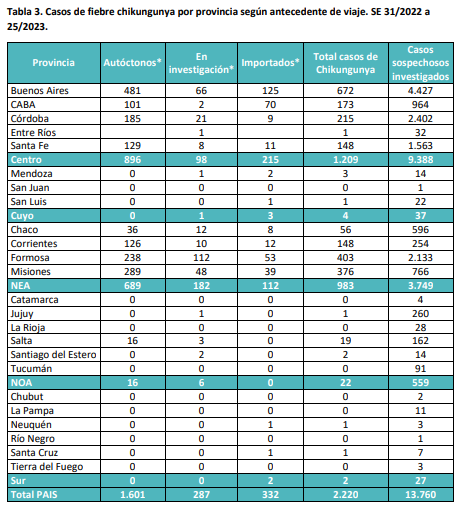 Tabla 3. Casos de fiebre chikungunya por provincia según antecedente de viaje. SE 31/2022 a
25/2023.
Provincia Autóctonos* En investigación* Importados* Total casos de Chikungunya Casos sospechosos investigados
Buenos Aires 481 66 125 672 4.427
CABA 101 2 70 173 964
Córdoba 185 21 9 215 2.402
Entre Ríos 1 1 32
Santa Fe 129 8 11 148 1.563
Centro 896 98 215 1.209 9.388
Mendoza 0 1 2 3 14
San Juan 0 0 0 0 1
San Luis 0 0 1 1 22
Cuyo 0 1 3 4 37
Chaco 36 12 8 56 596
Corrientes 126 10 12 148 254
Formosa 238 112 53 403 2.133
Misiones 289 48 39 376 766
NEA 689 182 112 983 3.749
Catamarca 0 0 0 0 4
Jujuy 0 1 0 1 260
La Rioja 0 0 0 0 28
Salta 16 3 0 19 162
Santiago del Estero 0 2 0 2 14
Tucumán 0 0 0 0 91
NOA 16 6 0 22 559
Chubut 0 0 0 0 2
La Pampa 0 0 0 0 11
Neuquén 0 0 1 1 3
Río Negro 0 0 0 0 1
Santa Cruz 0 0 1 1 7
Tierra del Fuego 0 0 0 0 3
Sur 0 0 2 2 27
Total PAIS 1.601 287 332 2.220 13.760